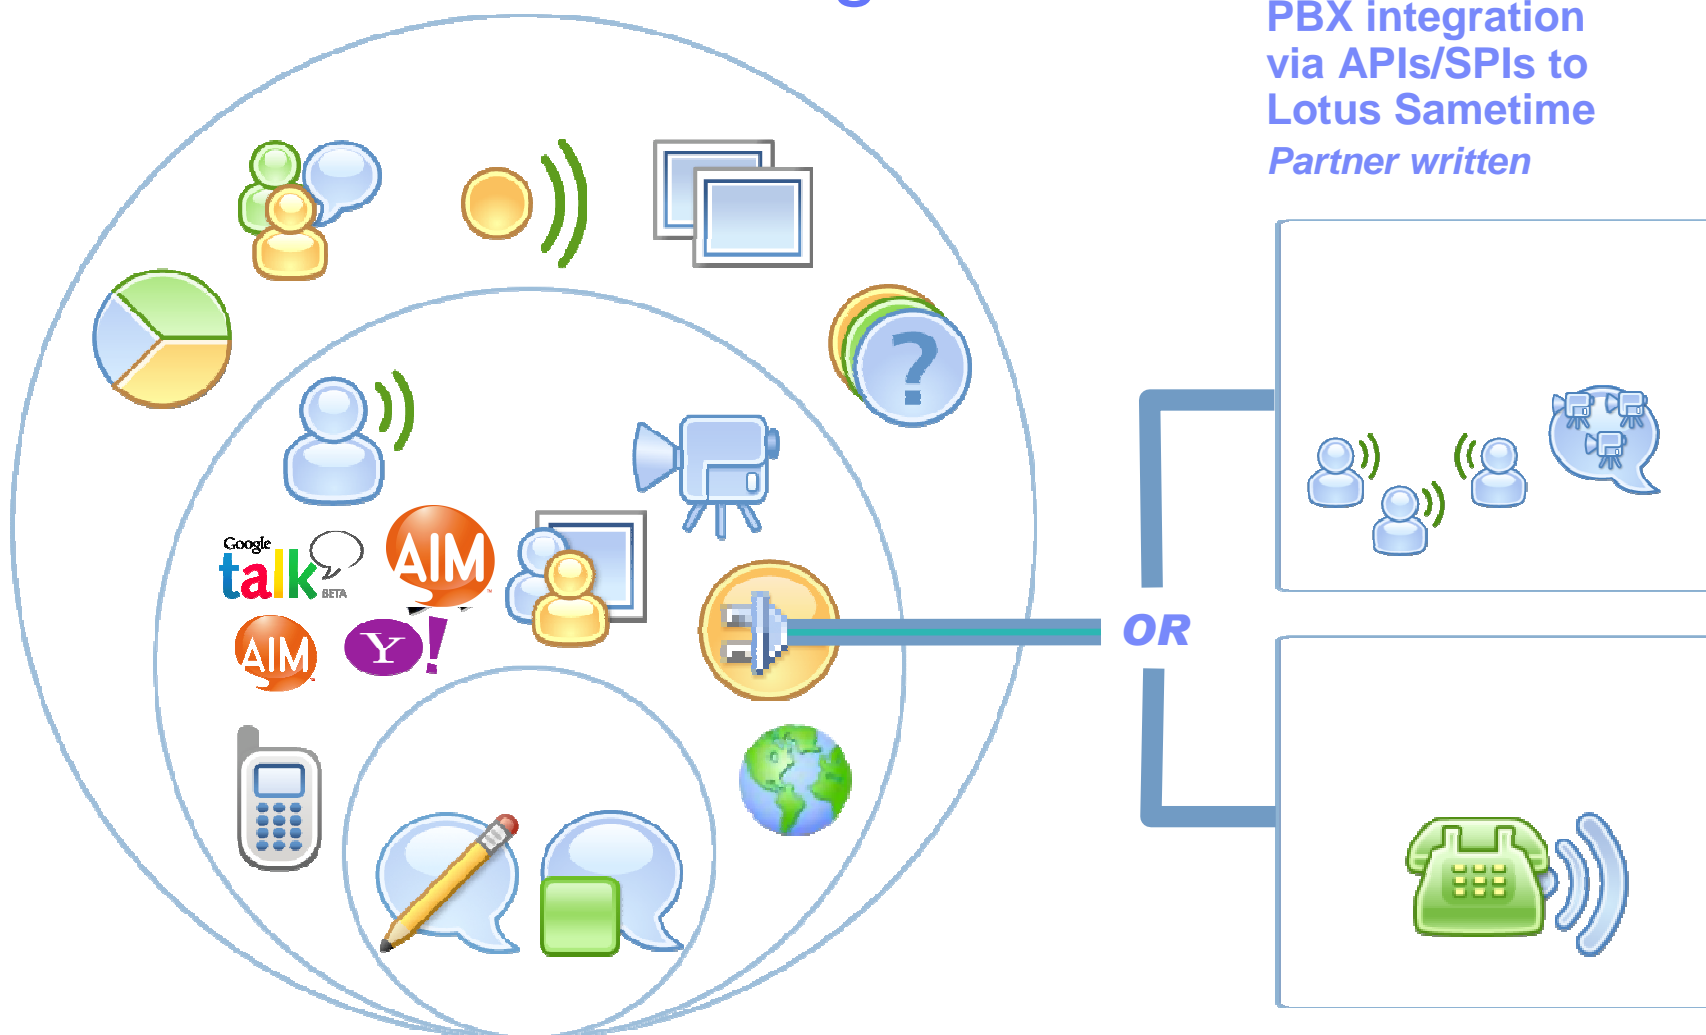 PBX integration
via APIs/SPIs to
Lotus Sametime
Partner written
?
Google
talk
BETA
AIM
AIM
Y!
OR